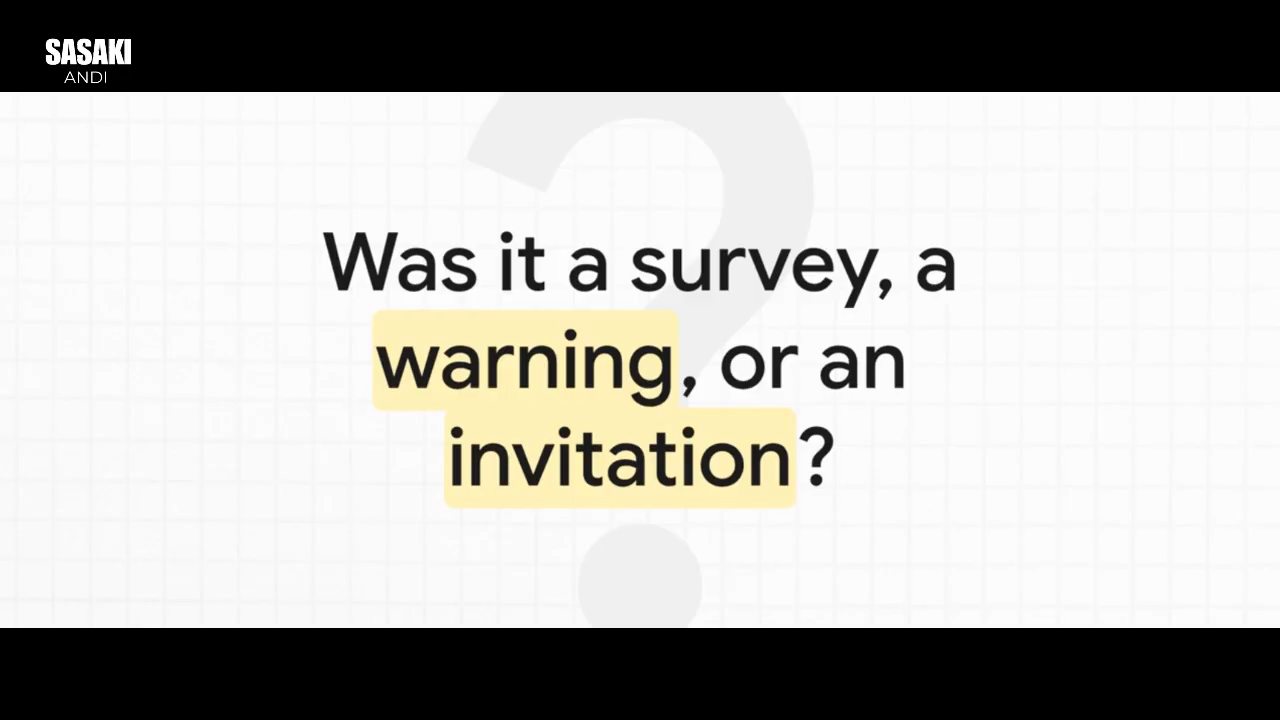 SASAKI
ANDI
Was it a survey, a
warning, or an
invitation?